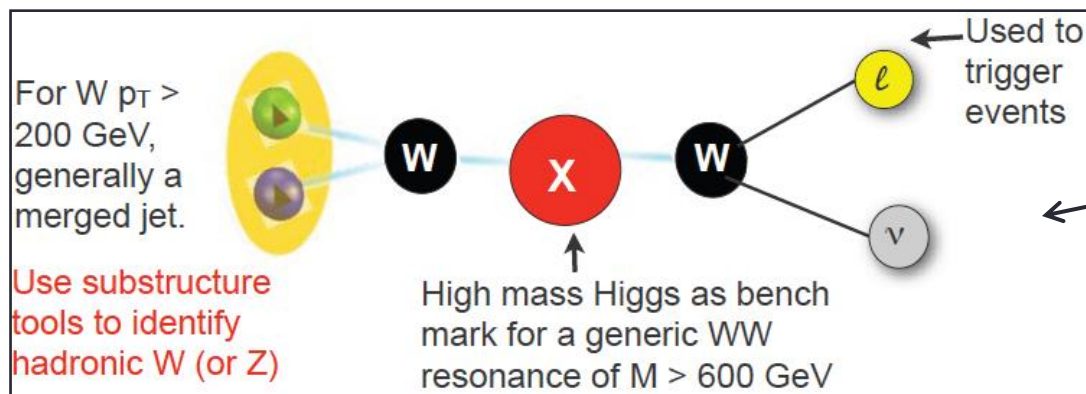 For W pT >
200 GeV,
generally a
merged jet.
Use substructure
tools to identify
hadronic W (or Z)
W
X
W
ℓ
ν
Used to
trigger
events
High mass Higgs as bench
mark for a generic WW
resonance of M > 600 GeV